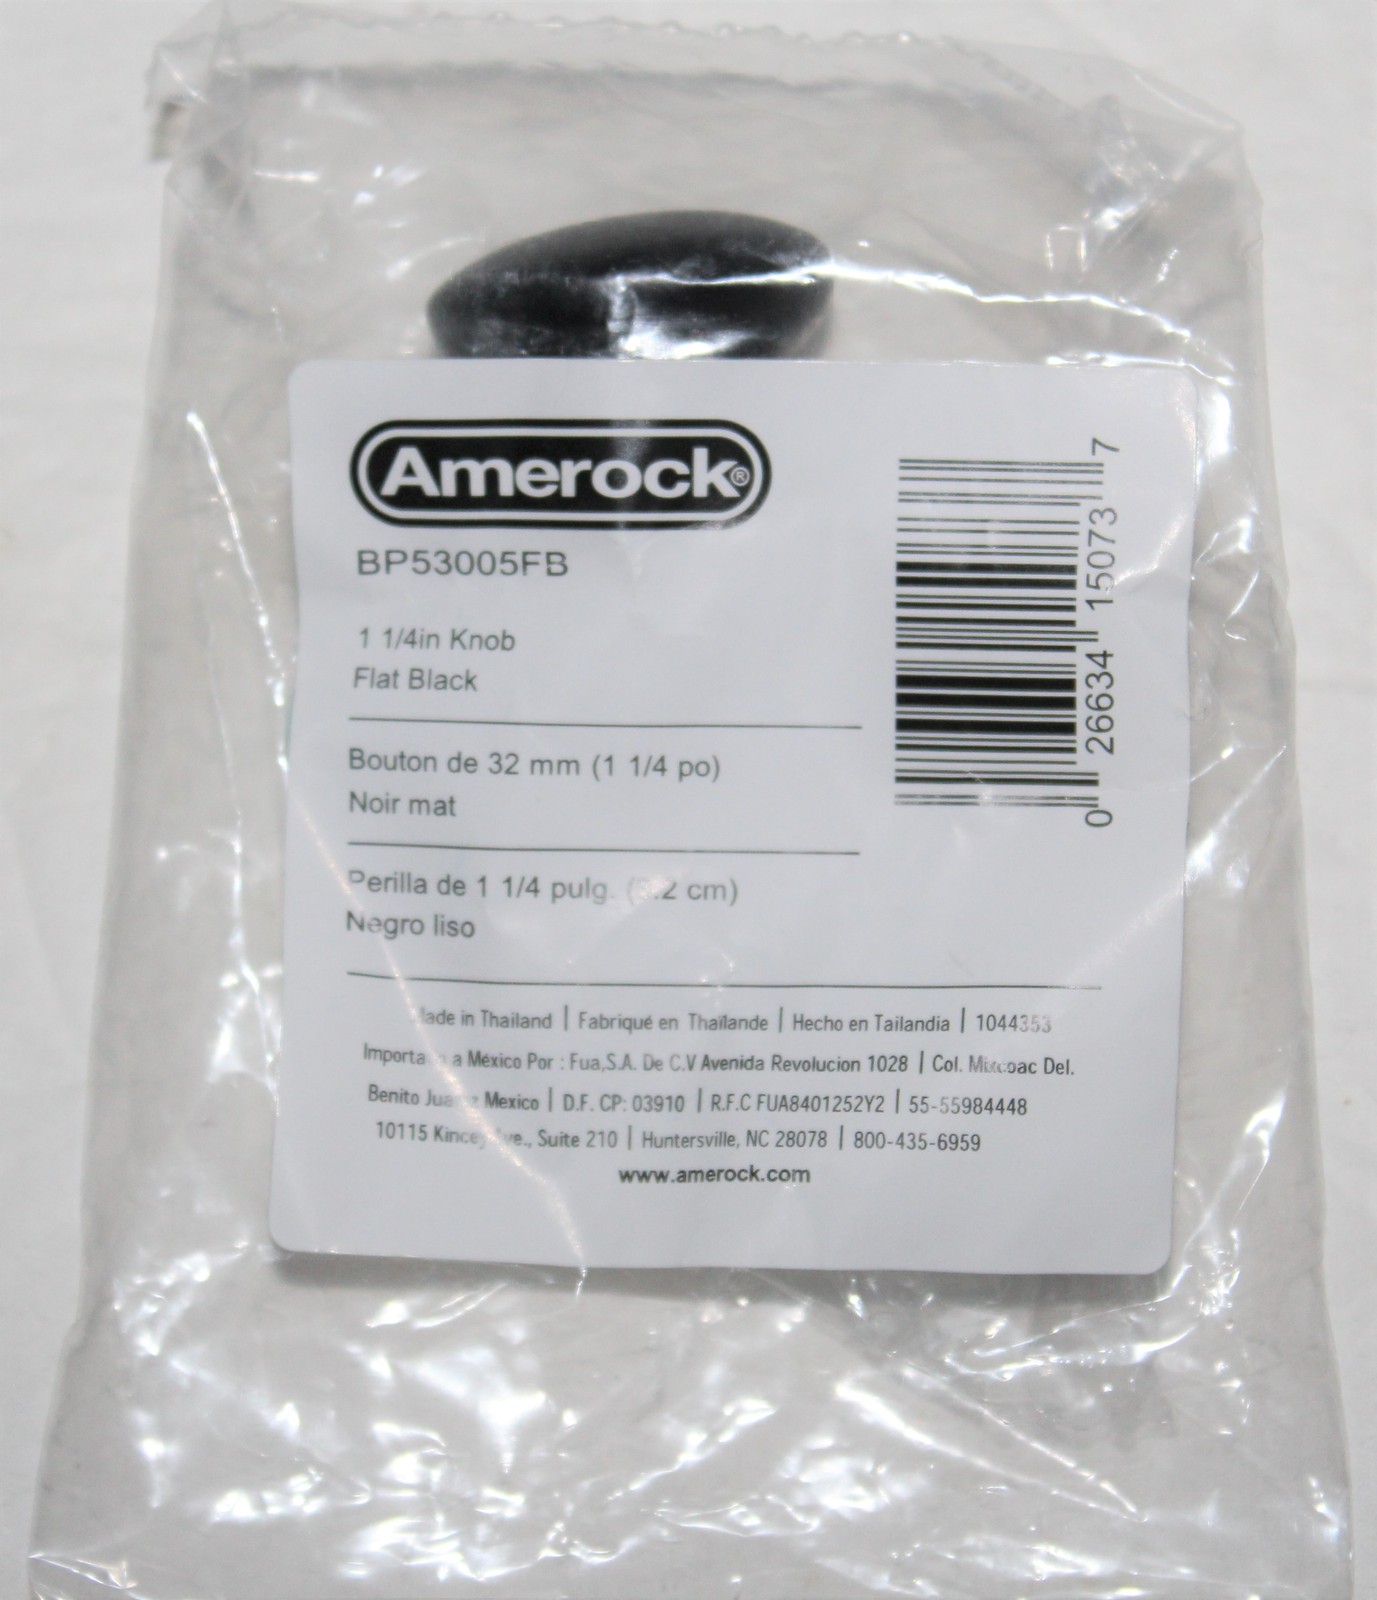 Amerock®
BP53005FB
1 1/4in Knob
Flat Black
Bouton de 32 mm (1 1/4 po)
Noir mat
Perilla de 1 1/4 pulg. cm)
Negro liso
in Thailand | Fabriqué en Thaïlande | Hecho en Tailandia | 1044353
a México Por : Fua,S.A. De C.V Avenida Revolucion 1028 | Col. Del.
Benito Mexico | D.F. CP: 03910 | R.F.C FUA8401252Y2 | 55-55984448
10115 Suite 210 | Huntersville, NC 28078 | 800-435-6959
www.amerock.com
0 26634 15073 7